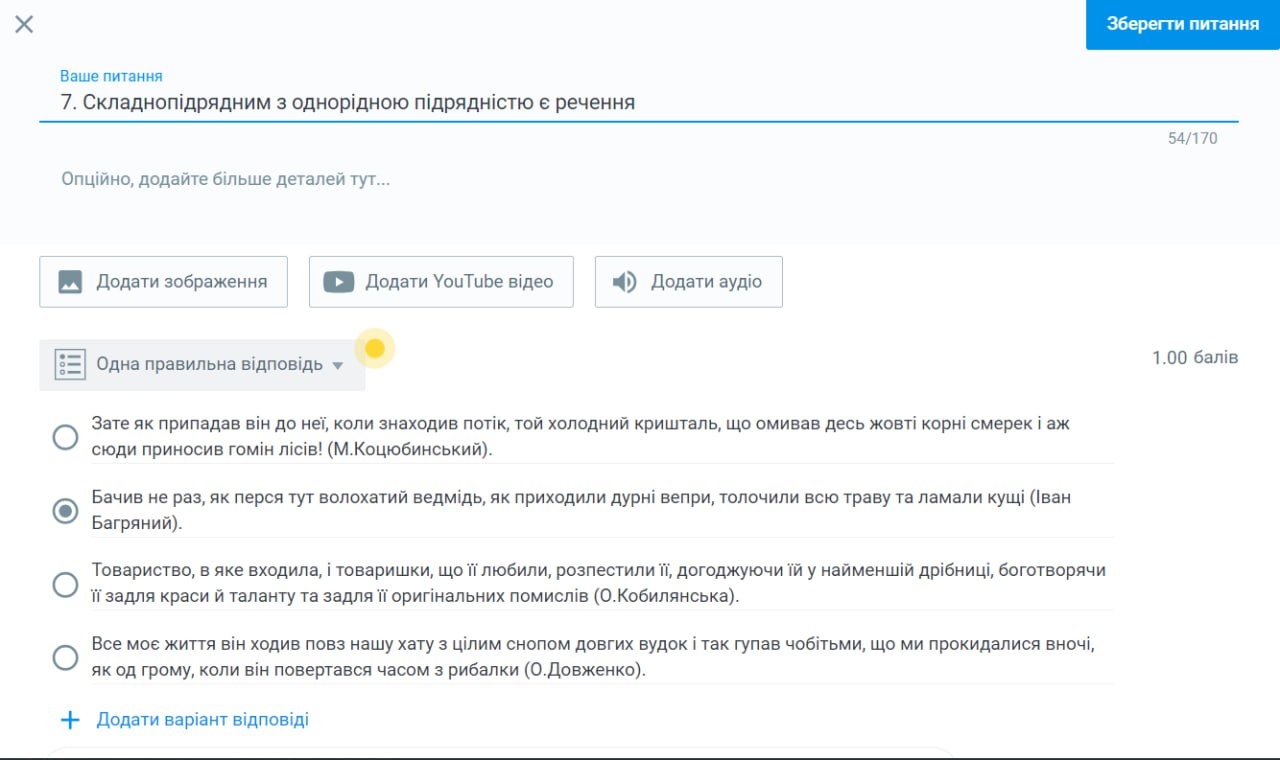 Зберегти питання
Ваше питання
7. Складнопідрядним з однорідною підрядністю є речення
54/170
Опційно, додайте більше деталей тут...
Додати зображення
Додати YouTube відео
Додати аудіо
Одна правильна відповідь
1.00 балів
Зате як припадав він до неї, коли знаходив потік, той холодний кришталь, що омивав десь жовті корні смерек і аж
сюди приносив гомін лісів! (М.Коцюбинський).
Бачив не раз, як перся тут волохатий ведмідь, як приходили дурні вепри, толочили всю траву та ламали кущі (Іван
Багряний).
Товариство, в яке входила, і товаришки, що її любили, розпестили її, догоджуючи їй у найменшій дрібниці, боготворячи
її задля краси й таланту та задля її оригінальних помислів (О.Кобилянська).
Все моє життя він ходив повз нашу хату з цілим снопом довгих вудок і так гупав чобітьми, що ми прокидалися вночі,
як од грому, коли він повертався часом з рибалки (О.Довженко).
Додати варіант відповіді